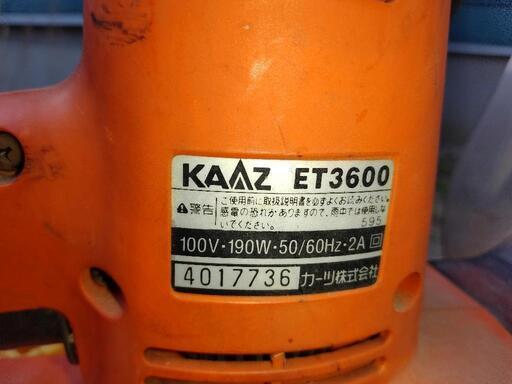 KAAZ ET3600
警告
ご使用前に取扱説明書を必ずよくお読みください。
感電の恐れがありますので、雨中では使用しな
いでください。 595
100V・190W・50/60Hz・2A
4017736 カーツ株式会社